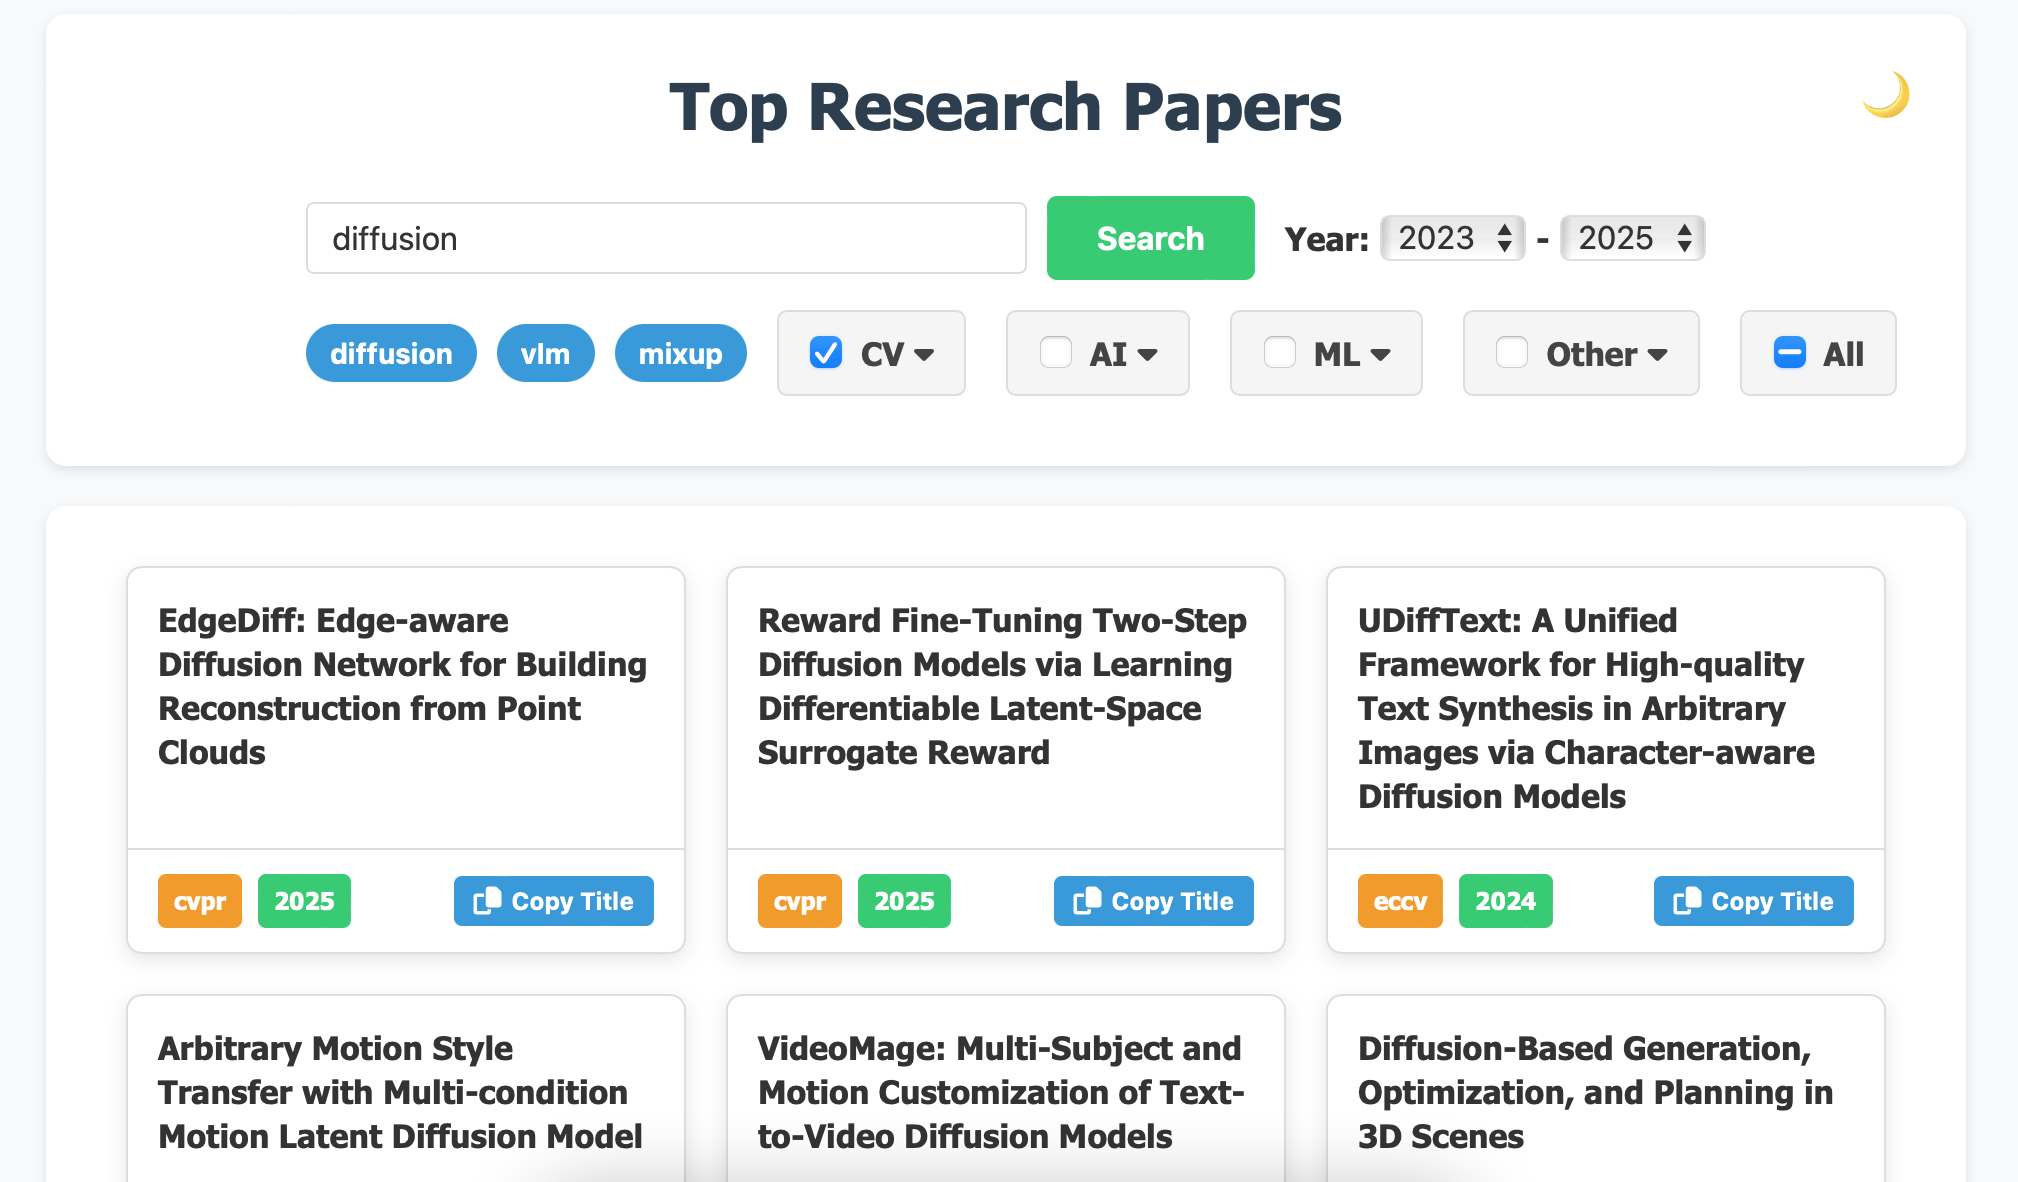 Top Research Papers
diffusion
Search
Year: 2023 - 2025
diffusion vlm mixup CV AI ML Other All
EdgeDiff: Edge-aware
Diffusion Network for Building
Reconstruction from Point
Clouds
cvpr 2025 Copy Title
Reward Fine-Tuning Two-Step
Diffusion Models via Learning
Differentiable Latent-Space
Surrogate Reward
cvpr 2025 Copy Title
UDiffText: A Unified
Framework for High-quality
Text Synthesis in Arbitrary
Images via Character-aware
Diffusion Models
eccv 2024 Copy Title
Arbitrary Motion Style
Transfer with Multi-condition
Motion Latent Diffusion Model
VideoMage: Multi-Subject and
Motion Customization of Text-
to-Video Diffusion Models
Diffusion-Based Generation,
Optimization, and Planning in
3D Scenes